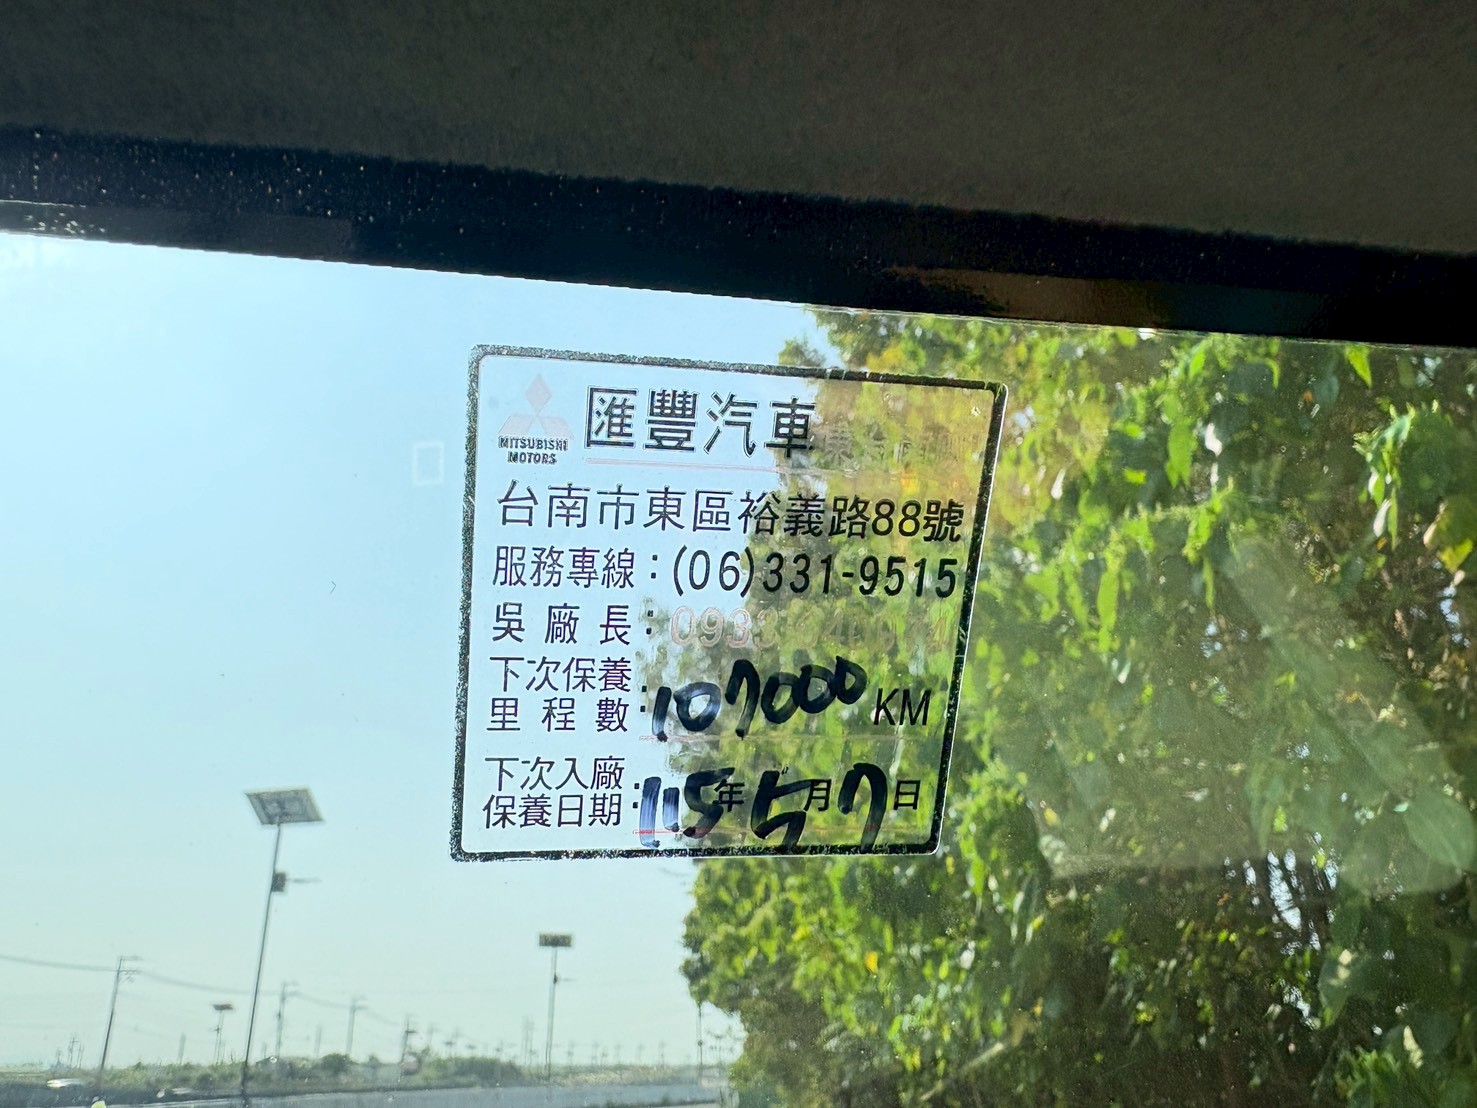 MITSUBISHI
MOTORS
匯豐汽車
台南市東區裕義路88號
服務專線：(06)331-9515
吳廠長：
下次保養
里程數：107000KM
下次入廠
保養日期：115年5月7日